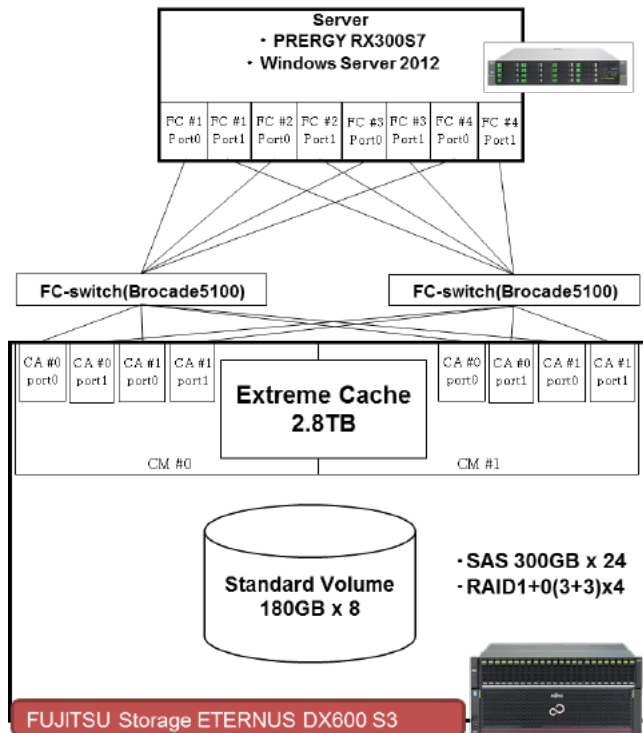 Server
・PRERGY RX300S7
・Windows Server 2012
FC #1 Port0
FC #1 Port1
FC #2 Port0
FC #2 Port1
FC #3 Port0
FC #3 Port1
FC #4 Port0
FC #4 Port1
FC-switch(Brocade5100)
FC-switch(Brocade5100)
CA #0 port0
CA #0 port1
CA #1 port0
CA #1 port1
Extreme Cache
2.8TB
CA #0 port0
CA #0 port1
CA #1 port0
CA #1 port1
CM #0
CM #1
Standard Volume
180GB x 8
・SAS 300GB x 24
・RAID1+0(3+3)x4
FUJITSU Storage ETERNUS DX600 S3